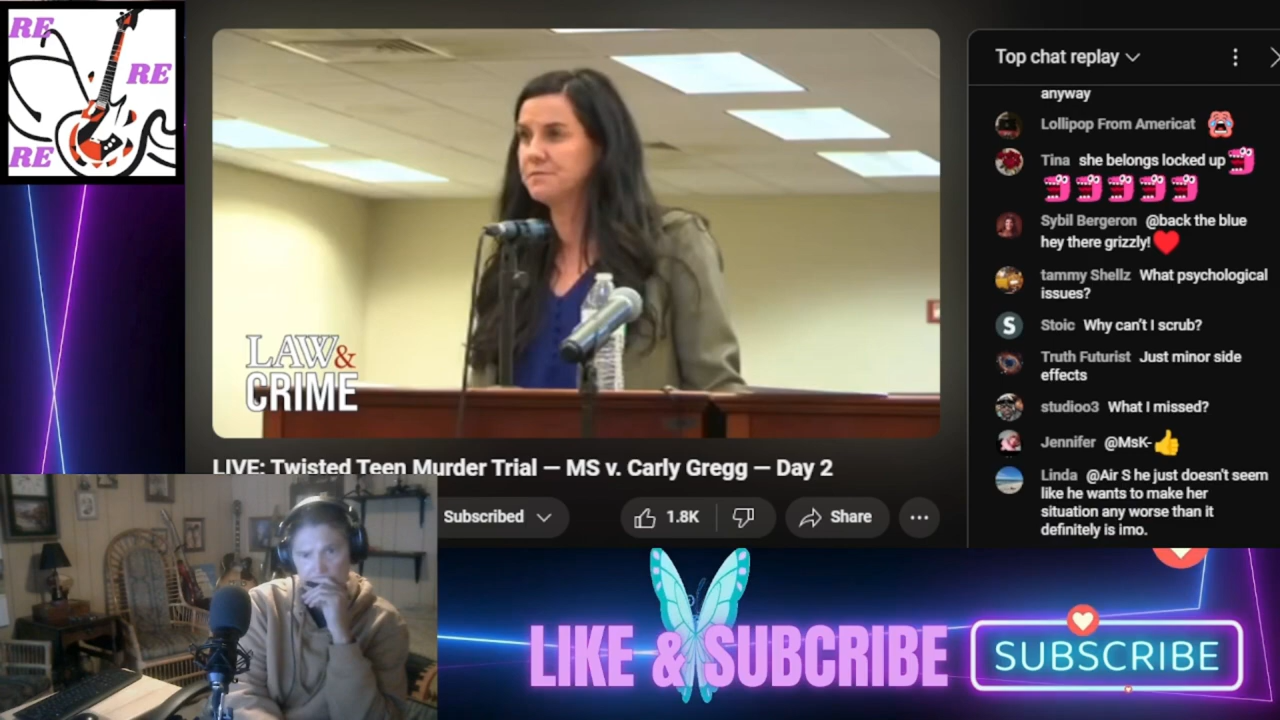 RE
RE
RE
LAW&
CRIME
LIVE: Twisted Teen Murder Trial — MS v. Carly Gregg — Day 2
Subscribed
1.8K
Share
Top chat replay
anyway
Lollipop From Americat
Tina she belongs locked up
Sybil Bergeron @back the blue
hey there grizzly!
tammy Shellz What psychological
issues?
S
Stoic Why can't I scrub?
Truth Futurist Just minor side
effects
studioo3 What I missed?
Jennifer @MsK-
Linda @Air S he just doesn't seem
like he wants to make her
situation any worse than it
definitely is imo.
LIKE & SUBCRIBE
SUBSCRIBE